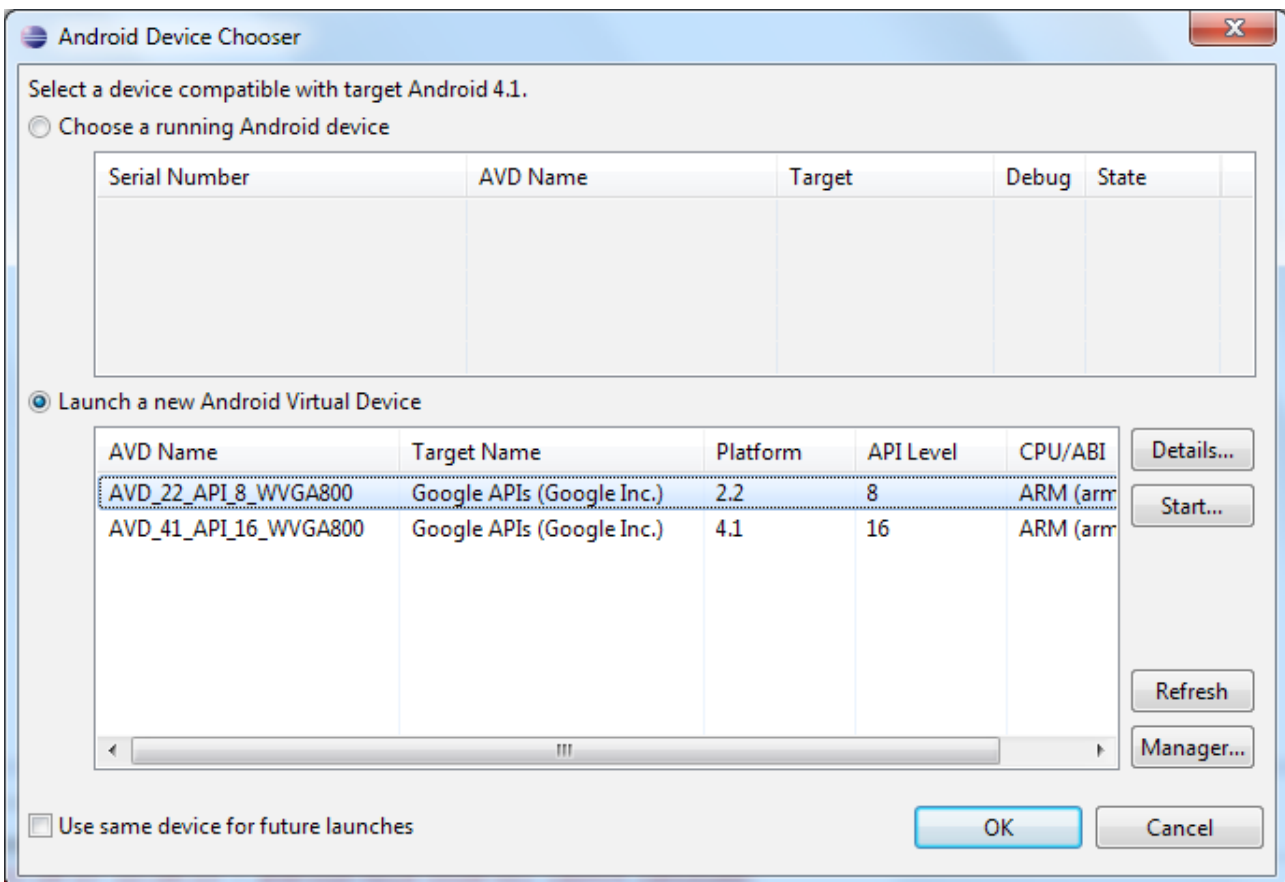 Android Device Chooser
Select a device compatible with target Android 4.1.
Choose a running Android device
Serial Number AVD Name Target Debug State
Launch a new Android Virtual Device
AVD Name Target Name Platform API Level CPU/ABI Details...
AVD_22_API_8_WVGA800 Google APIs (Google Inc.) 2.2 8 ARM (arm
Start...
AVD_41_API_16_WVGA800 Google APIs (Google Inc.) 4.1 16 ARM (arm
Refresh
Manager...
Use same device for future launches OK Cancel